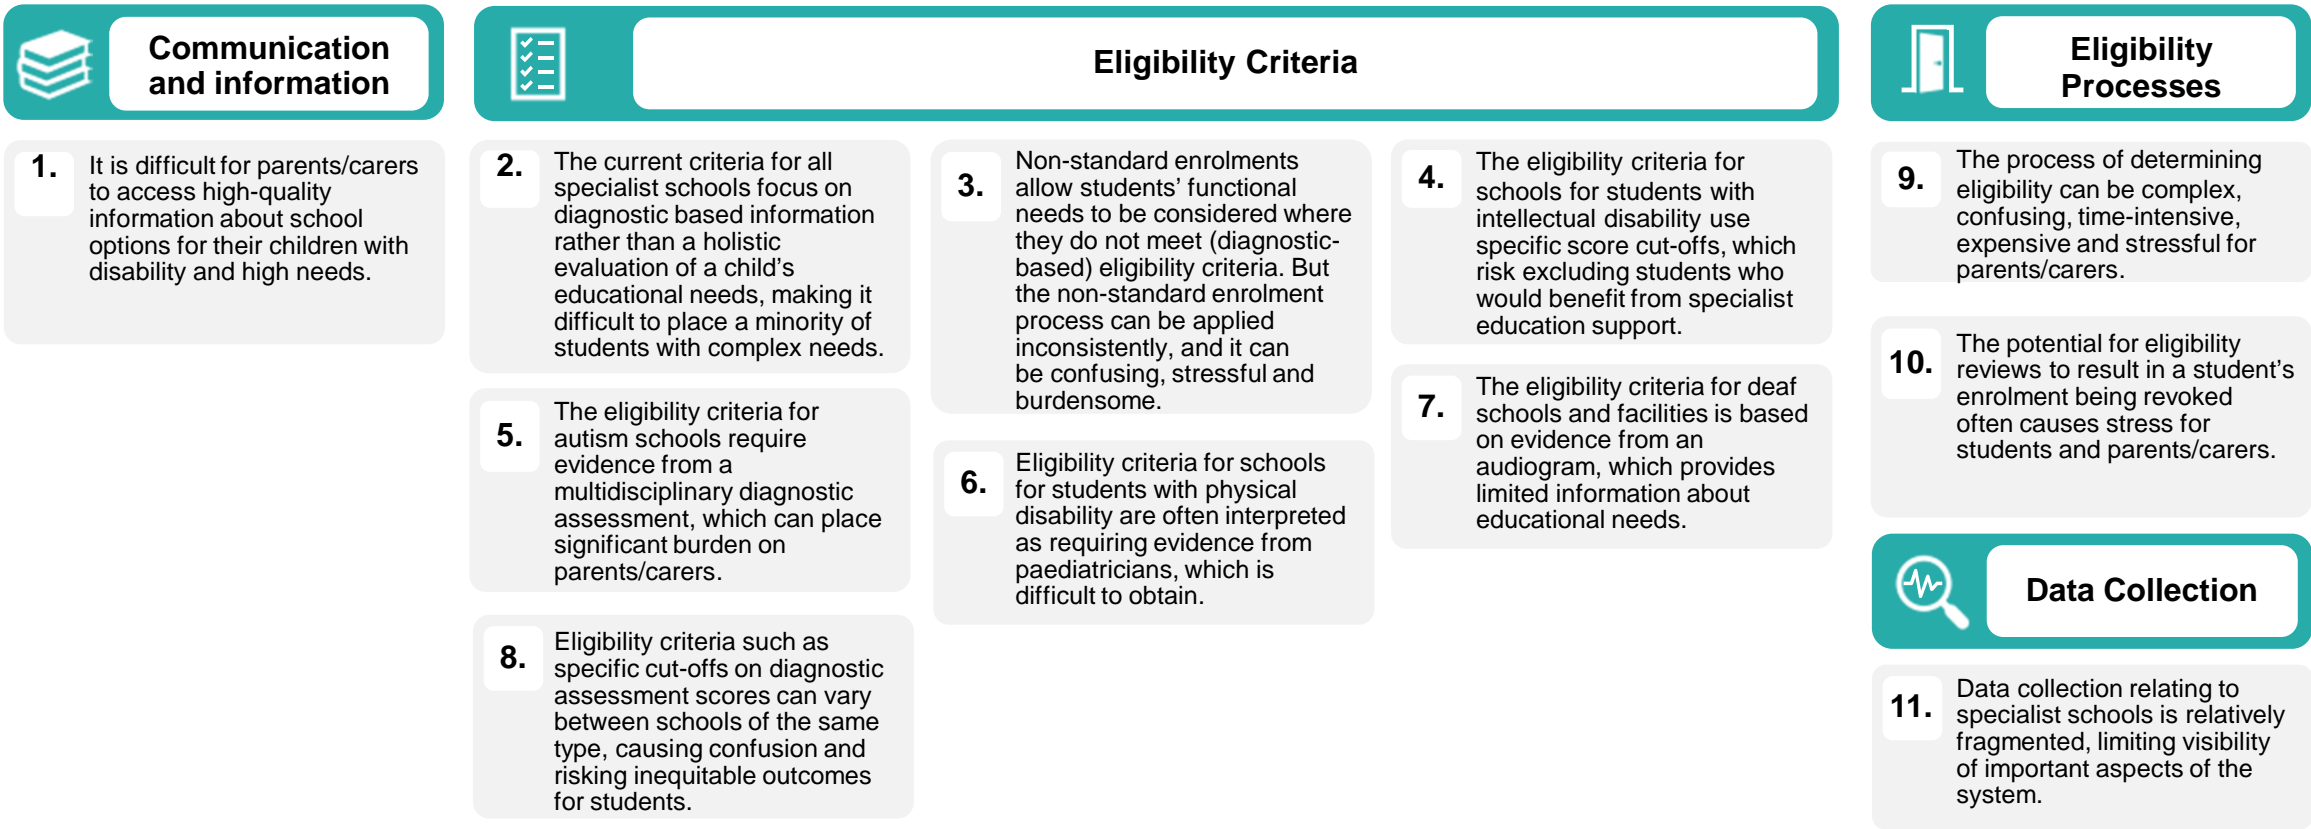 Communication
and information
1.
It is difficult for parents/carers
to access high-quality
information about school
options for their children with
disability and high needs.
Eligibility Criteria
2.
The current criteria for all
specialist schools focus on
diagnostic based information
rather than a holistic
evaluation of a child’s
educational needs, making it
difficult to place a minority of
students with complex needs.
3.
Non-standard enrolments
allow students’ functional
needs to be considered where
they do not meet (diagnostic-
based) eligibility criteria. But
the non-standard enrolment
process can be applied
inconsistently, and it can
be confusing, stressful and
burdensome.
4.
The eligibility criteria for
schools for students with
intellectual disability use
specific score cut-offs, which
risk excluding students who
would benefit from specialist
education support.
5.
The eligibility criteria for
autism schools require
evidence from a
multidisciplinary diagnostic
assessment, which can place
significant burden on
parents/carers.
6.
Eligibility criteria for schools
for students with physical
disability are often interpreted
as requiring evidence from
paediatricians, which is
difficult to obtain.
7.
The eligibility criteria for deaf
schools and facilities is based
on evidence from an
audiogram, which provides
limited information about
educational needs.
8.
Eligibility criteria such as
specific cut-offs on diagnostic
assessment scores can vary
between schools of the same
type, causing confusion and
risking inequitable outcomes
for students.
Eligibility
Processes
9.
The process of determining
eligibility can be complex,
confusing, time-intensive,
expensive and stressful for
parents/carers.
10.
The potential for eligibility
reviews to result in a student’s
enrolment being revoked
often causes stress for
students and parents/carers.
Data Collection
11.
Data collection relating to
specialist schools is relatively
fragmented, limiting visibility
of important aspects of the
system.